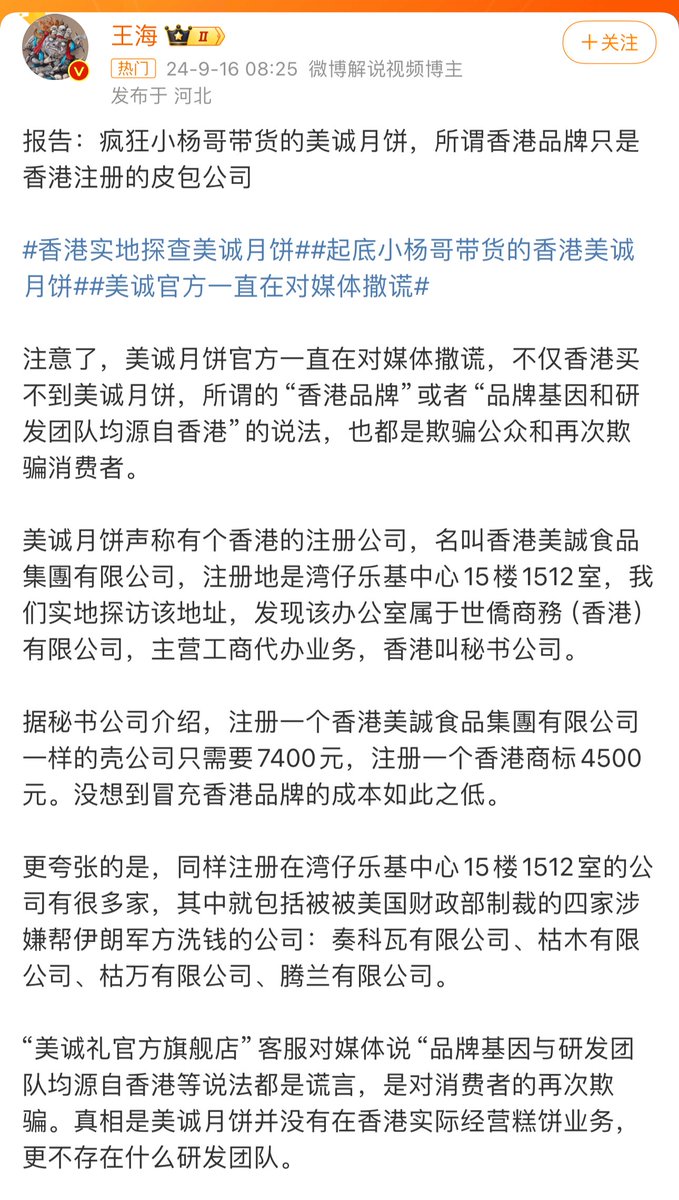 王海 II
+关注
热门 24-9-16 08:25 微博解说视频博主
发布于 河北
报告：疯狂小杨哥带货的美诚月饼，所谓香港品牌只是
香港注册的皮包公司
#香港实地探查美诚月饼##起底小杨哥带货的香港美诚
月饼##美诚官方一直在对媒体撒谎#
注意了，美诚月饼官方一直在对媒体撒谎，不仅香港买
不到美诚月饼，所谓的“香港品牌”或者“品牌基因和研
发团队均源自香港”的说法，也都是欺骗公众和再次欺
骗消费者。
美诚月饼声称有个香港的注册公司，名叫香港美誠食品
集團有限公司，注册地是湾仔乐基中心15楼1512室，我
们实地探访该地址，发现该办公室属于世僑商務（香港）
有限公司，主营工商代办业务，香港叫秘书公司。
据秘书公司介绍，注册一个香港美誠食品集團有限公司
一样的壳公司只需要7400元，注册一个香港商标4500
元。没想到冒充香港品牌的成本如此之低。
更夸张的是，同样注册在湾仔乐基中心15楼1512室的公
司有很多家，其中就包括被被美国财政部制裁的四家涉
嫌帮伊朗军方洗钱的公司：奏科瓦有限公司、枯木有限
公司、枯万有限公司、腾兰有限公司。
“美诚礼官方旗舰店”客服对媒体说“品牌基因与研发团
队均源自香港等说法都是谎言，是对消费者的再次欺
骗。真相是美诚月饼并没有在香港实际经营糕饼业务，
更不存在什么研发团队。